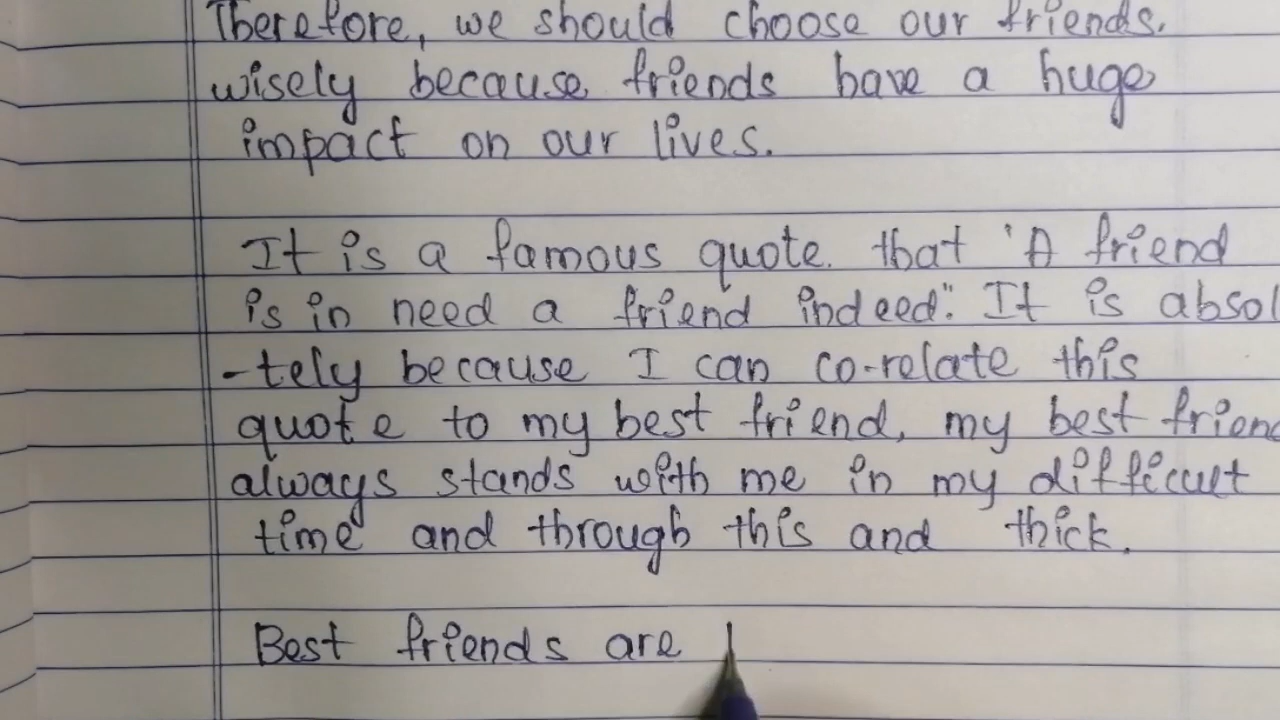 Therefore, we should choose our friends.
wisely because friends have a huge
impact on our lives.
It is a famous quote. that 'A friend
is in need a friend indeed". It is absol
-tely because I can co-relate this
quote to my best friend, my best friend
always stands with me in my difficult
time and through this and thick.
Best friends are